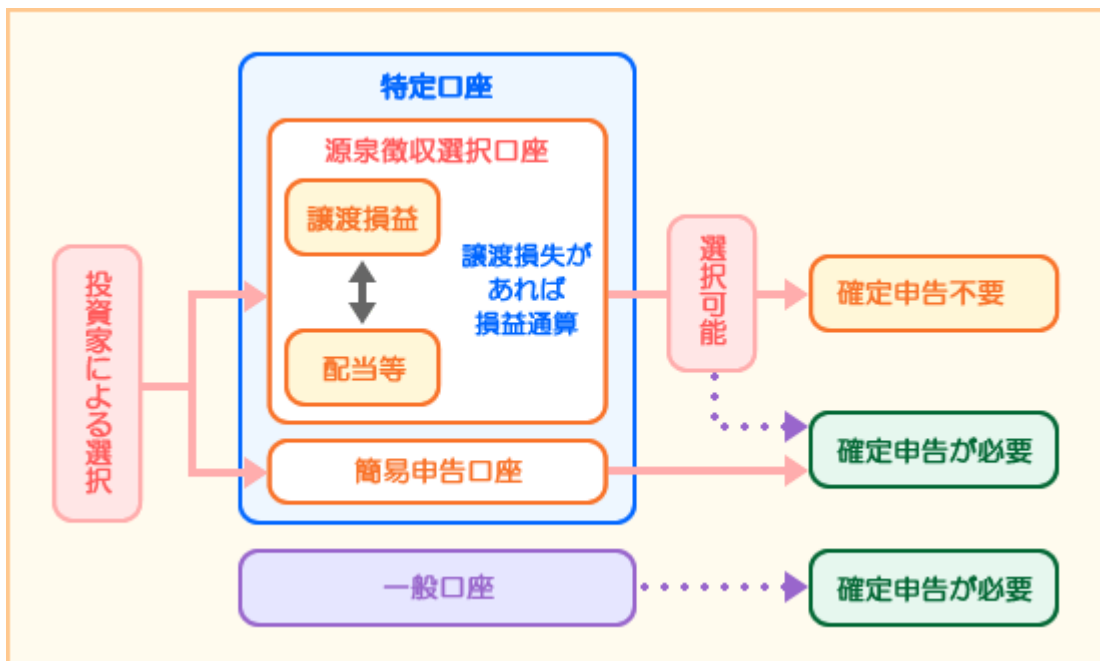 特定口座
源泉徴収選択口座
譲渡損益
譲渡損失が
あれば
損益通算
配当等
簡易申告口座
一般口座
投資家による選択
選択可能
確定申告不要
確定申告が必要
確定申告が必要